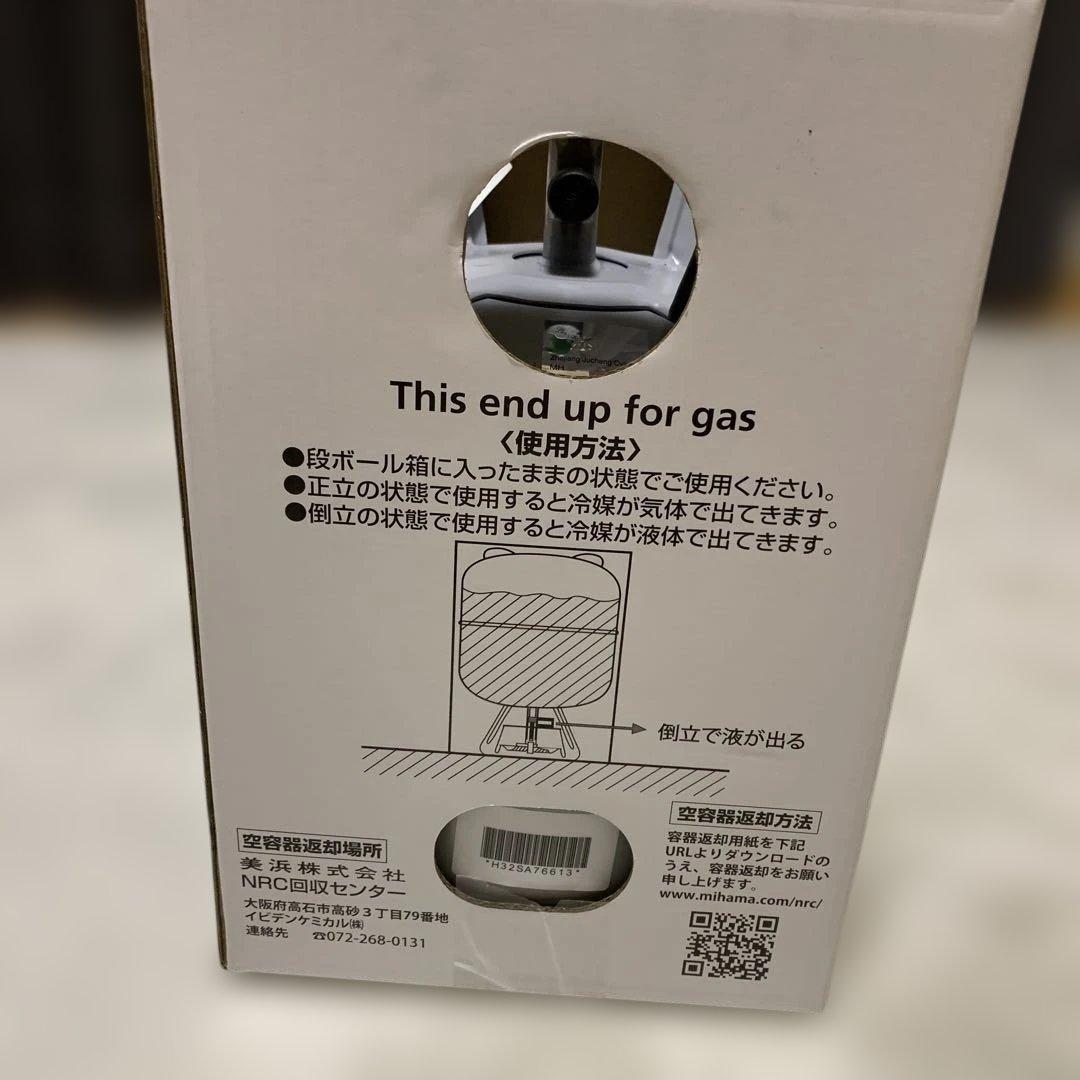 Zhejiang Jucheng
MH
This end up for gas
〈使用方法〉
●段ボール箱に入ったままの状態でご使用ください。
●正立の状態で使用すると冷媒が気体で出てきます。
●倒立の状態で使用すると冷媒が液体で出てきます。
倒立で液が出る
空容器返却場所
美浜株式会社
NRC回収センター
大阪府高石市高砂3丁目79番地
イビデンケミカル㈱
連絡先 ☎072-268-0131
*H32SA76613*
空容器返却方法
容器返却用紙を下記
URLよりダウンロードの
うえ、容器返却をお願い
申し上げます。
www.mihama.com/nrc/